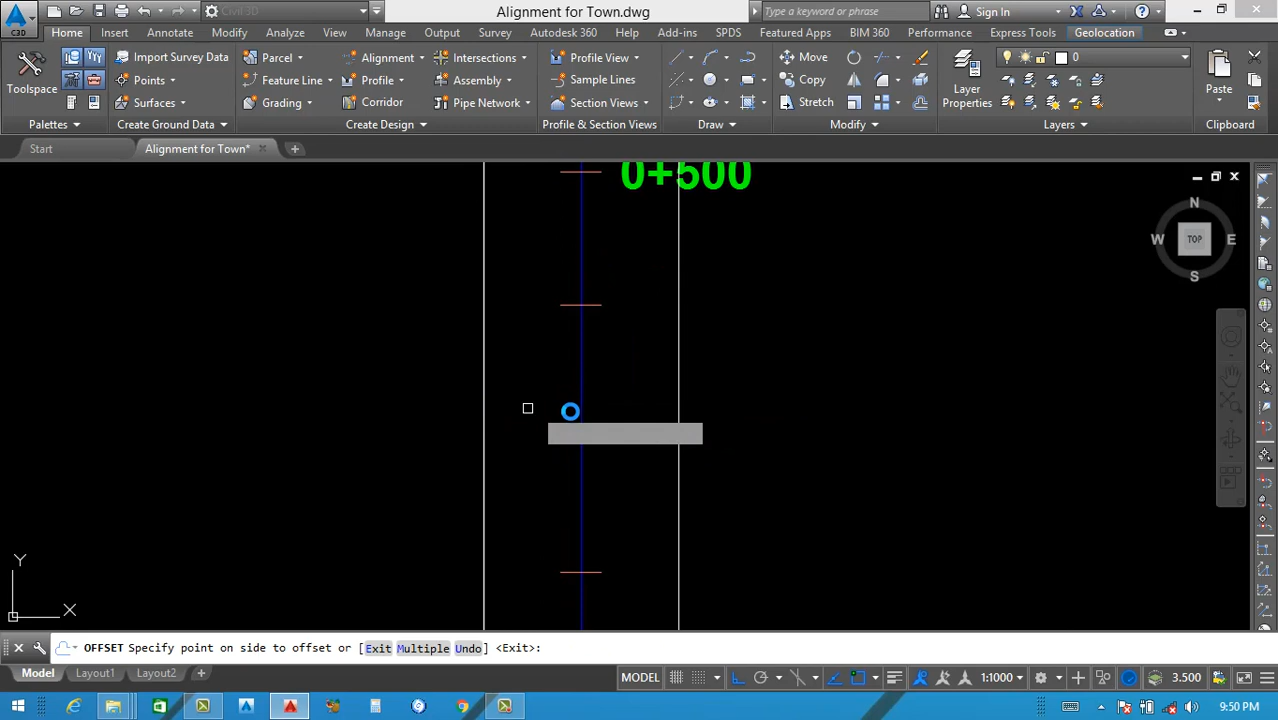 Civil 3D
Alignment for Town.dwg
Type a keyword or phrase
Sign In
Home Insert Annotate Modify Analyze View Manage Output Survey Autodesk 360 Help Add-ins SPDS Featured Apps BIM 360 Performance Express Tools Geolocation
Toolspace
Import Survey Data
Points
Surfaces
Parcel
Feature Line
Grading
Alignment
Profile
Corridor
Intersections
Assembly
Pipe Network
Profile View
Sample Lines
Section Views
Move
Copy
Stretch
Layer Properties
0
Paste
Palettes Create Ground Data Create Design Profile & Section Views Draw Modify Layers Clipboard
Start Alignment for Town*
0+500
N
W TOP E
S
Y
X
OFFSET Specify point on side to offset or [Exit Multiple Undo] <Exit>:
Model Layout1 Layout2
MODEL 1:1000 3.500
9:50 PM